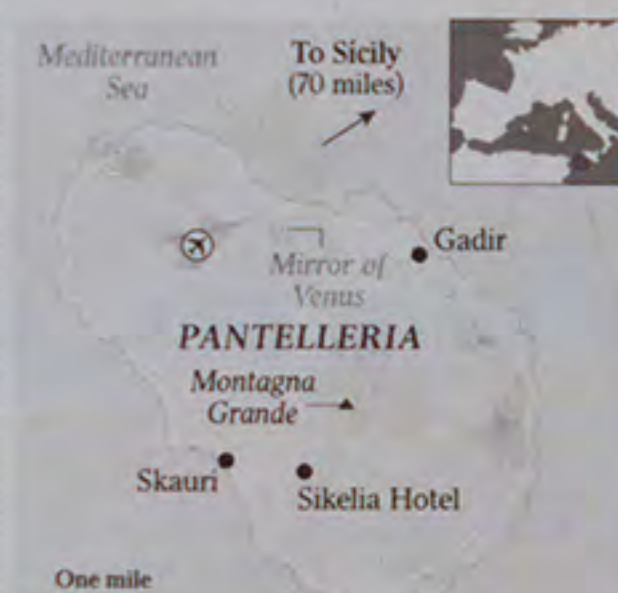 Mediterranean
Sea
To Sicily
(70 miles)
Gadir
Mirror of
Venus
PANTELLERIA
Montagna
Grande
Skauri
Sikelia Hotel
One mile